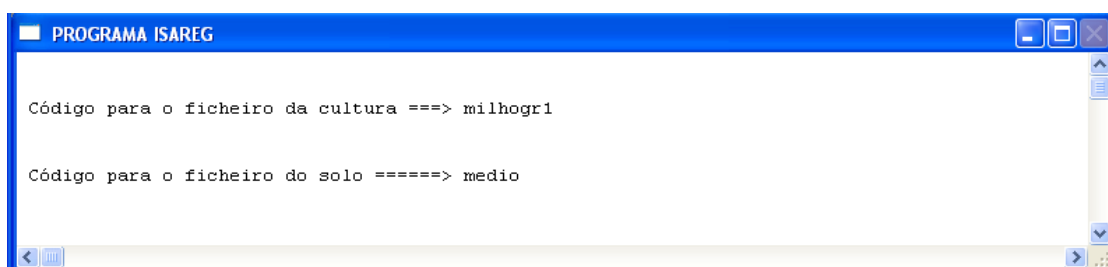 PROGRAMA ISAREG
Código para o ficheiro da cultura ===> milhogr1
Código para o ficheiro do solo ======> medio